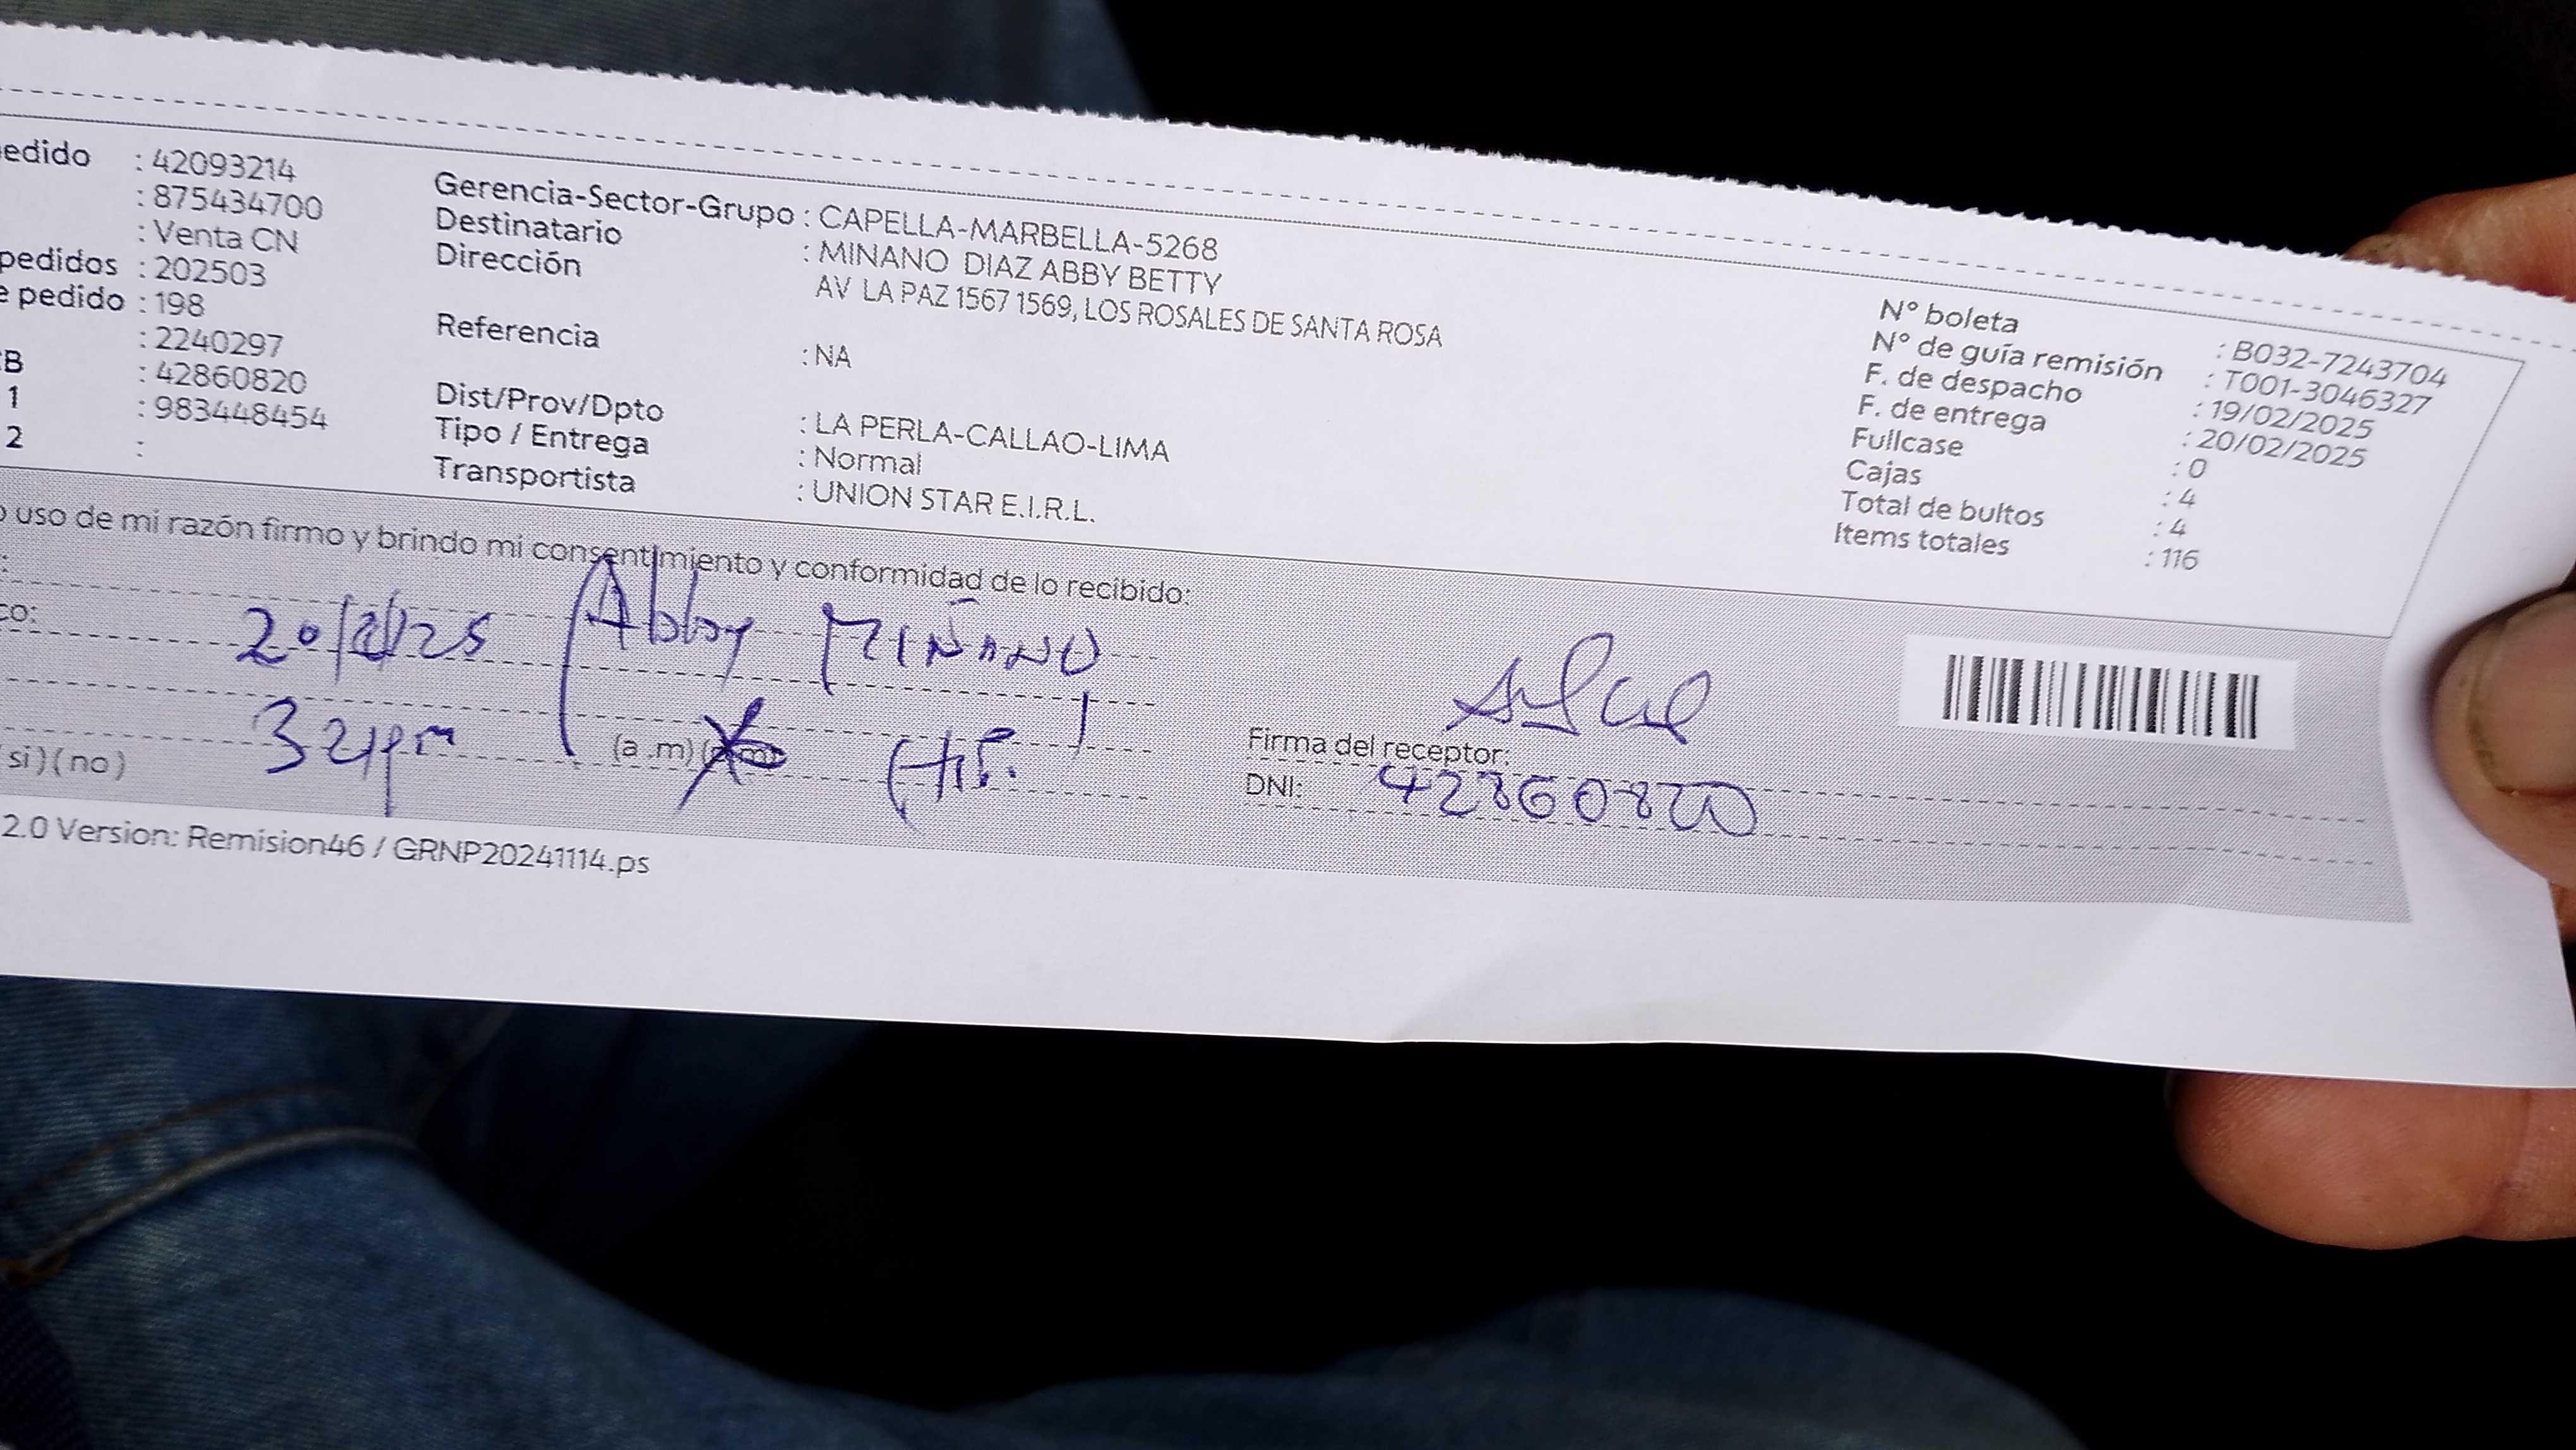 edido : 42093214
: 875434700
: Venta CN
pedidos : 202503
e pedido : 198
: 2240297
B : 42860820
1 : 983448454
2 :
Gerencia-Sector-Grupo : CAPELLA-MARBELLA-5268
Destinatario : MINANO DIAZ ABBY BETTY
Dirección AV LA PAZ 1567 1569, LOS ROSALES DE SANTA ROSA
Referencia : NA
Dist/Prov/Dpto : LA PERLA-CALLAO-LIMA
Tipo / Entrega : Normal
Transportista : UNION STAR E.I.R.L.
N° boleta : B032-7243704
N° de guía remisión : T001-3046327
F. de despacho : 19/02/2025
F. de entrega : 20/02/2025
Fullcase : 0
Cajas : 4
Total de bultos : 4
Items totales : 116
o uso de mi razón firmo y brindo mi consentimiento y conformidad de lo recibido:
co: 20/2/25 Abby MIÑANO
(si)(no) (a.m) (p.m)
Firma del receptor:
DNI: 42860820
2.0 Version: Remision46 / GRNP20241114.ps